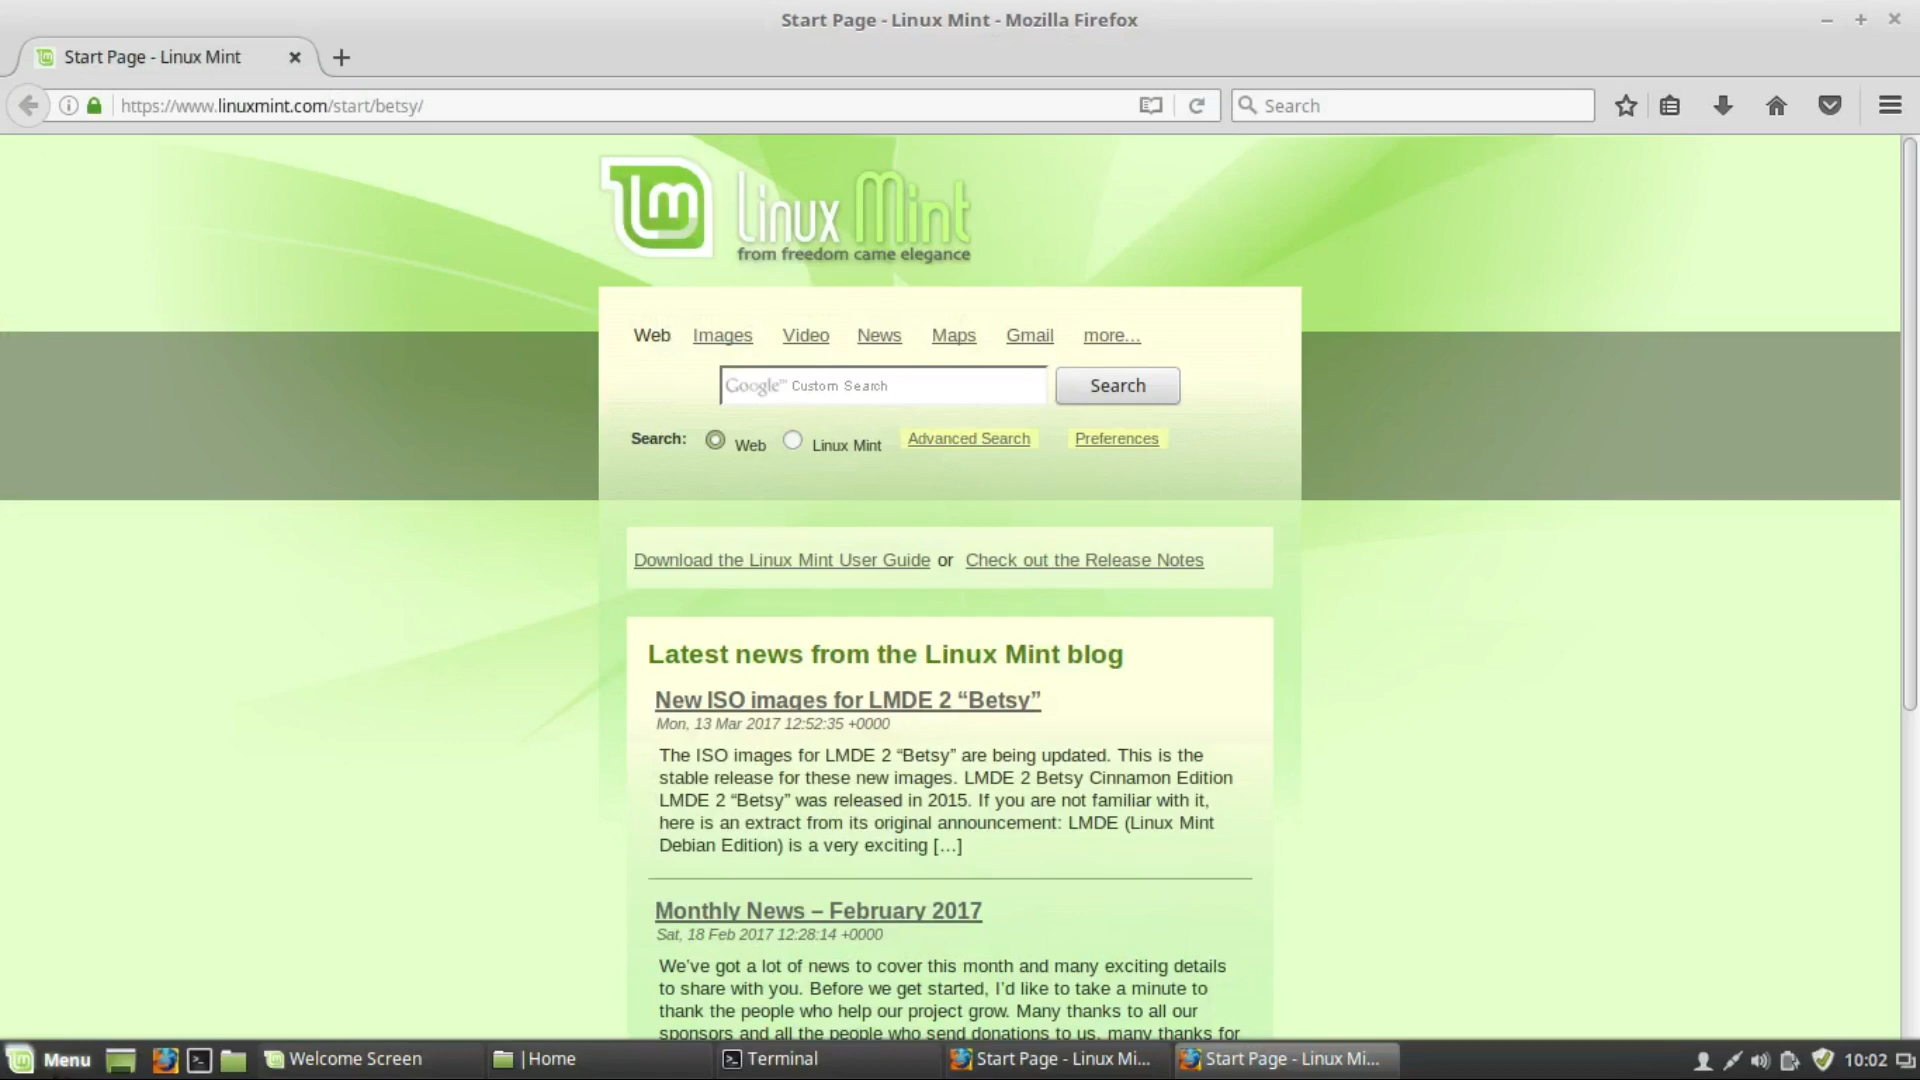 Start Page - Linux Mint - Mozilla Firefox
Start Page - Linux Mint
https://www.linuxmint.com/start/betsy/
Search
Linux Mint
from freedom came elegance
Web Images Video News Maps Gmail more...
Google™ Custom Search Search
Search: Web Linux Mint Advanced Search Preferences
Download the Linux Mint User Guide or Check out the Release Notes
Latest news from the Linux Mint blog
New ISO images for LMDE 2 “Betsy”
Mon, 13 Mar 2017 12:52:35 +0000
The ISO images for LMDE 2 “Betsy” are being updated. This is the
stable release for these new images. LMDE 2 Betsy Cinnamon Edition
LMDE 2 “Betsy” was released in 2015. If you are not familiar with it,
here is an extract from its original announcement: LMDE (Linux Mint
Debian Edition) is a very exciting […]
Monthly News – February 2017
Sat, 18 Feb 2017 12:28:14 +0000
We’ve got a lot of news to cover this month and many exciting details
to share with you. Before we get started, I’d like to take a minute to
thank the people who help our project grow. Many thanks to all our
sponsors and all the people who send donations to us, many thanks for
Menu Welcome Screen |Home Terminal Start Page - Linux Mi... Start Page - Linux Mi... 10:02